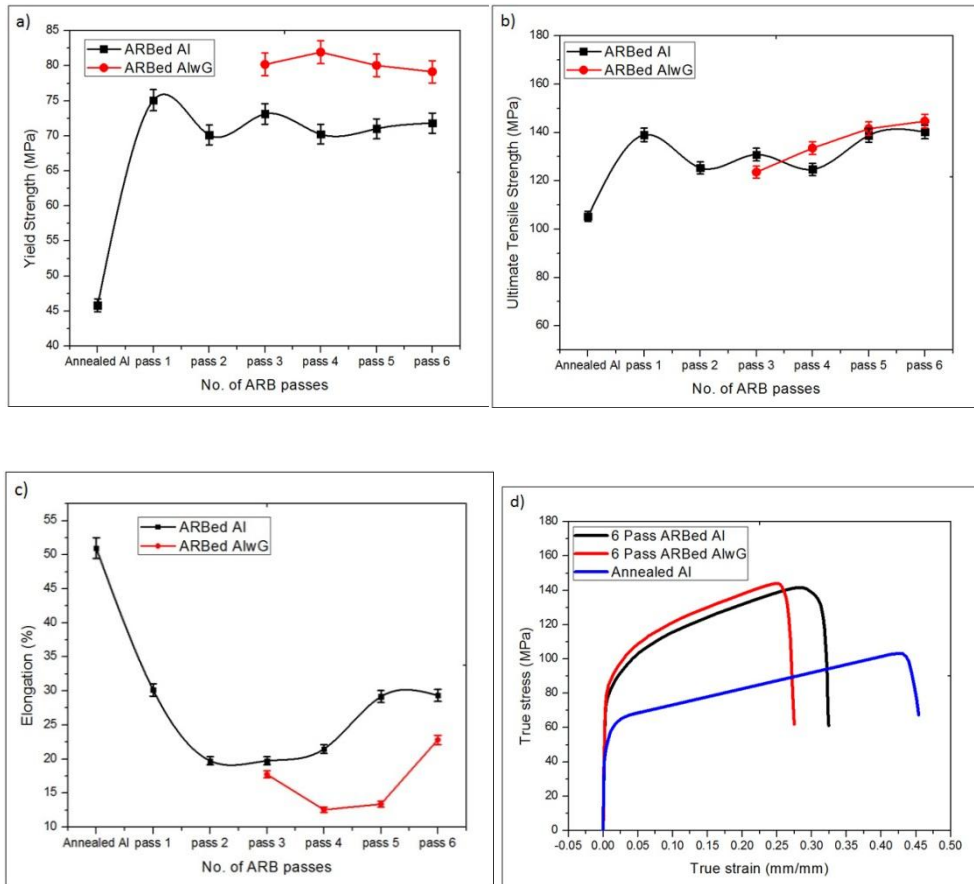 a)
ARBed Al
ARBed AlwG
Yield Strength (MPa)
85
80
75
70
65
60
55
50
45
40
Annealed Al pass 1 pass 2 pass 3 pass 4 pass 5 pass 6
No. of ARB passes
b)
ARBed Al
ARBed AlwG
Ultimate Tensile Strength (MPa)
180
160
140
120
100
80
60
Annealed Al pass 1 pass 2 pass 3 pass 4 pass 5 pass 6
No. of ARB passes
c)
ARBed Al
ARBed AlwG
Elongation (%)
55
50
45
40
35
30
25
20
15
10
Annealed Al pass 1 pass 2 pass 3 pass 4 pass 5 pass 6
No. of ARB passes
d)
6 Pass ARBed Al
6 Pass ARBed AlwG
Annealed Al
True stress (MPa)
180
160
140
120
100
80
60
40
20
0
-0.05 0.00 0.05 0.10 0.15 0.20 0.25 0.30 0.35 0.40 0.45 0.50
True strain (mm/mm)